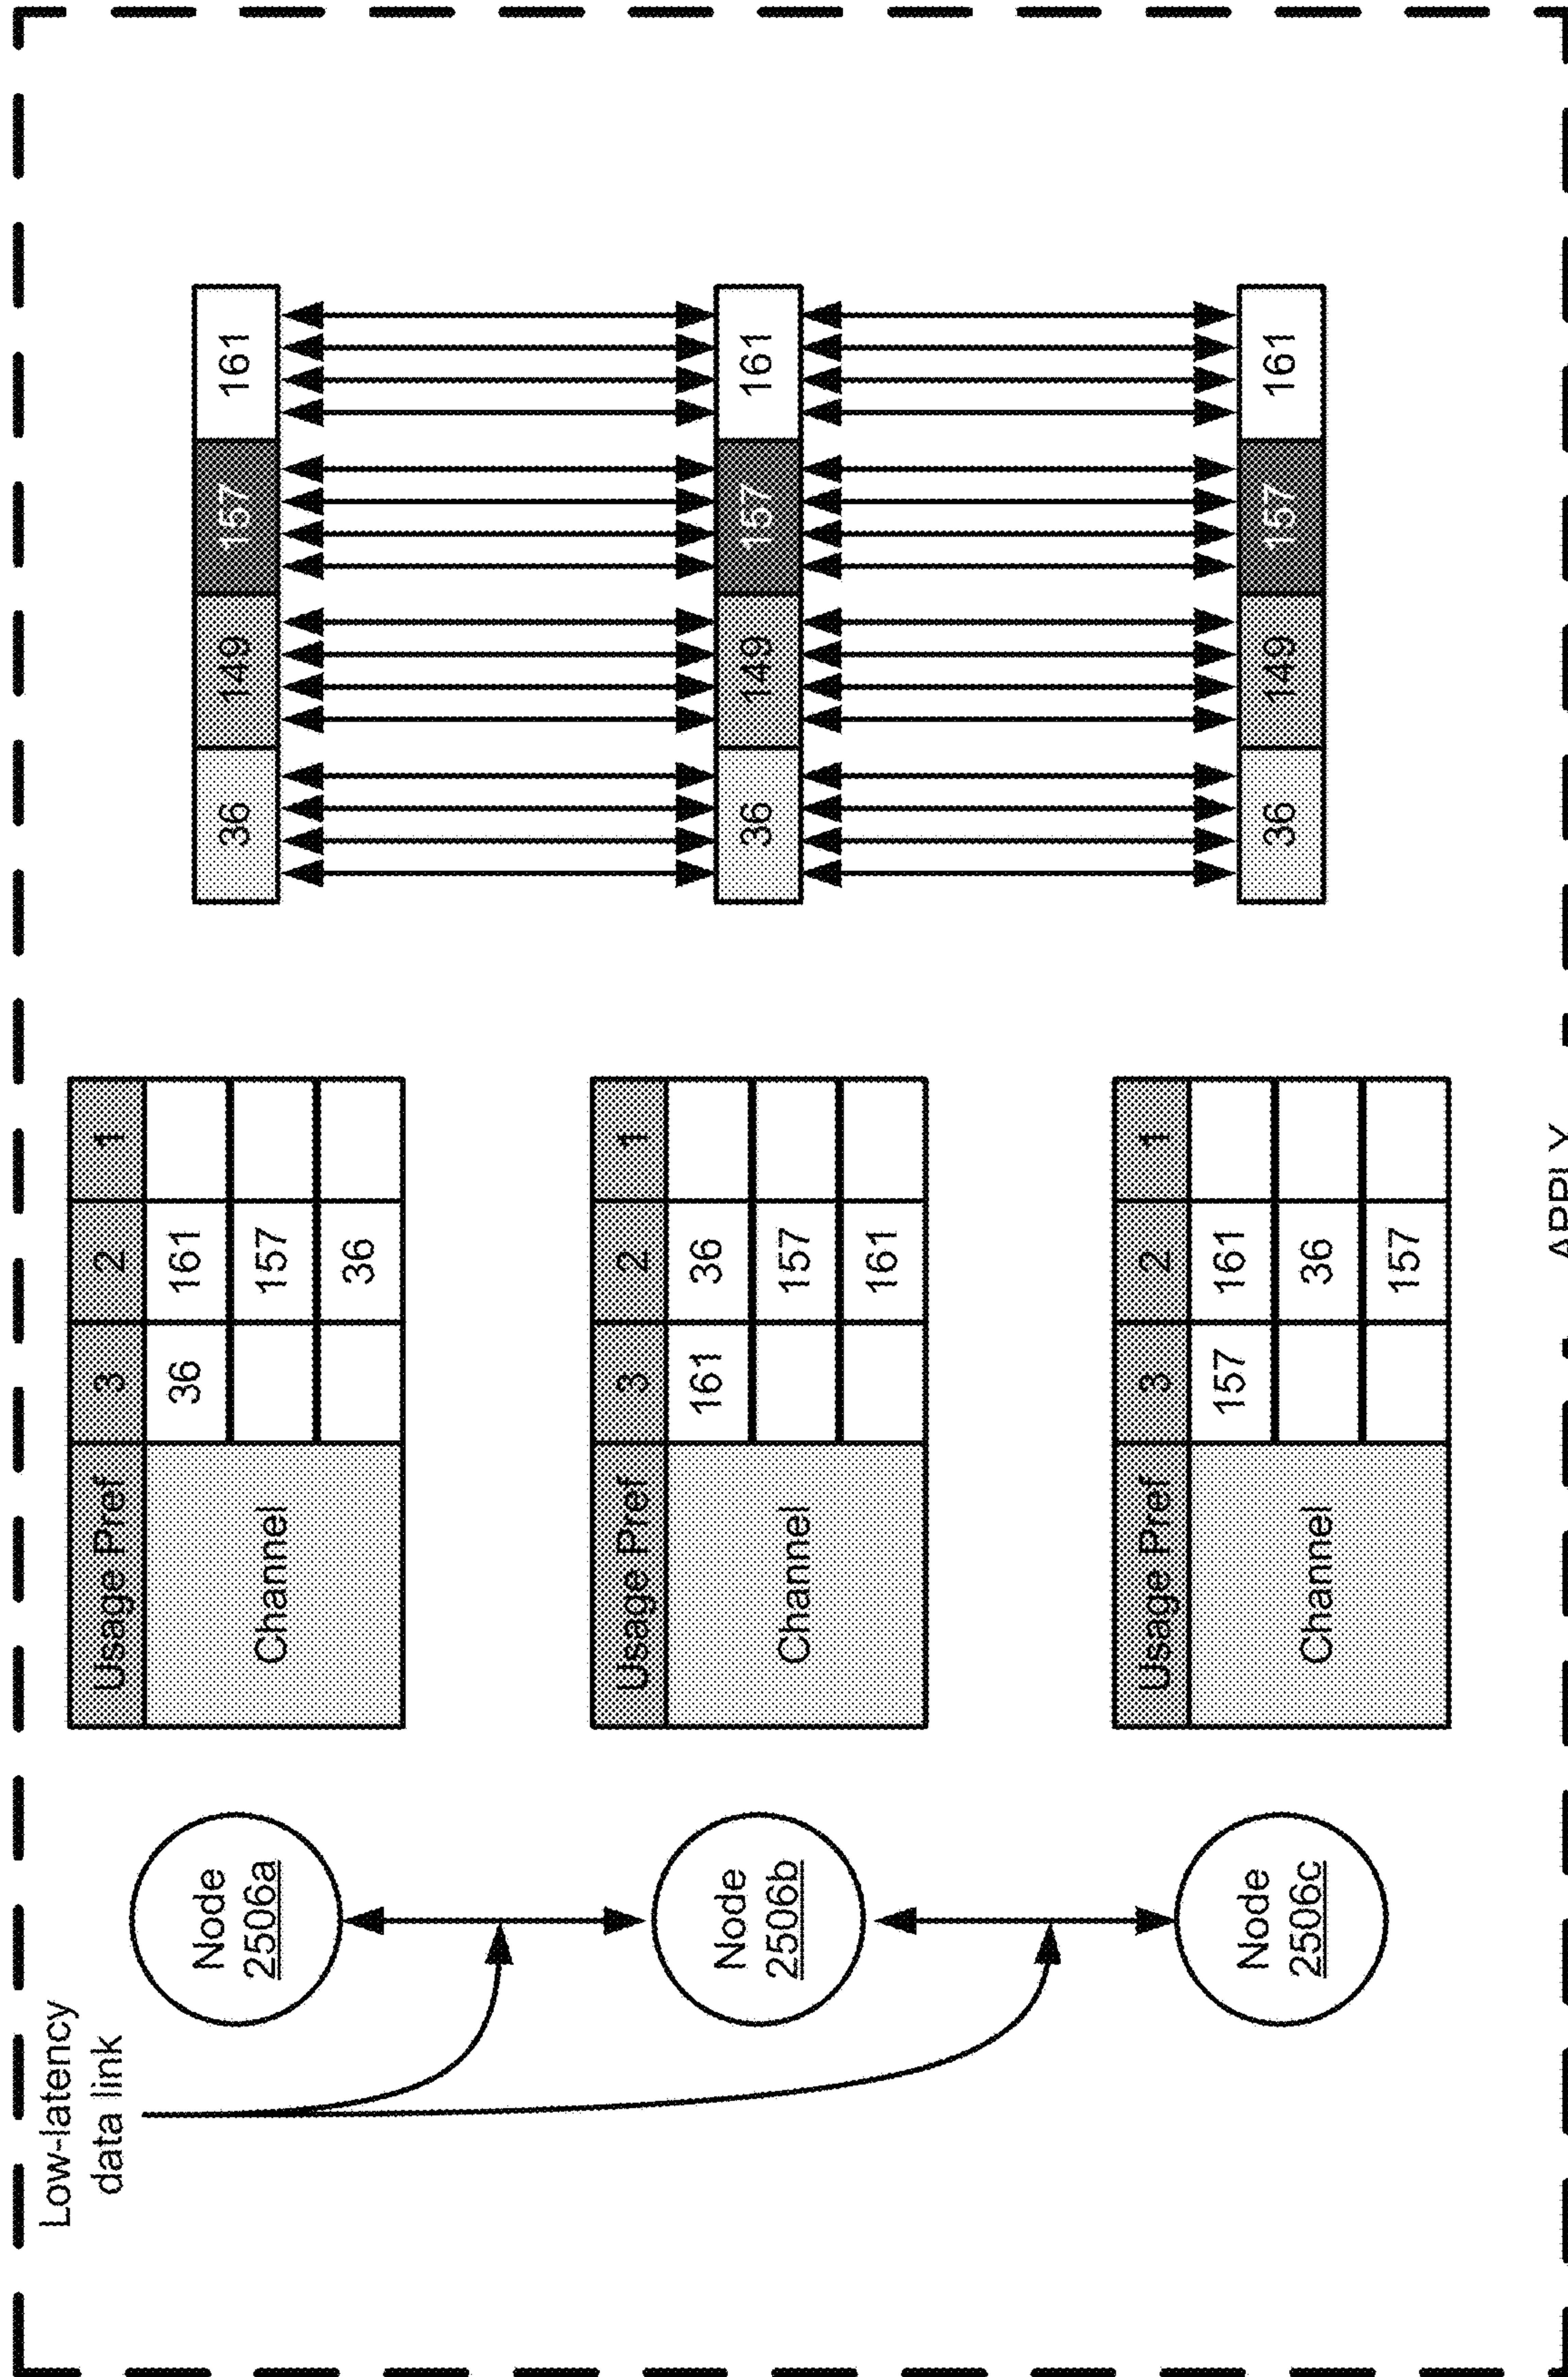 Low-latency
data link
Node
2506a
Usage Pref 3 2 1
36 161
Channel 157
36
36 149 157 161
Node
2506b
Usage Pref 3 2 1
161 36
Channel 157
161
36 149 157 161
Node
2506c
Usage Pref 3 2 1
157 161
Channel 36
157
36 149 157 161
APPLY